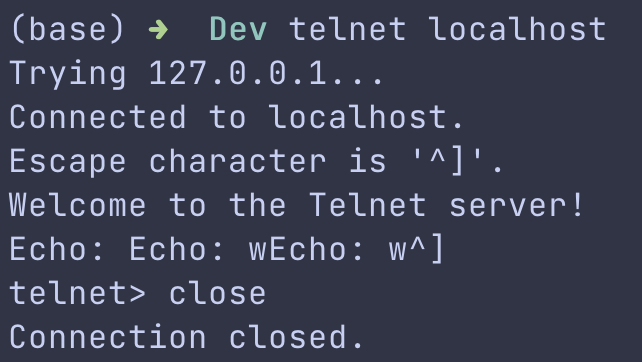 (base) ➜  Dev telnet localhost
Trying 127.0.0.1...
Connected to localhost.
Escape character is '^]'.
Welcome to the Telnet server!
Echo: Echo: wEcho: w^]
telnet> close
Connection closed.